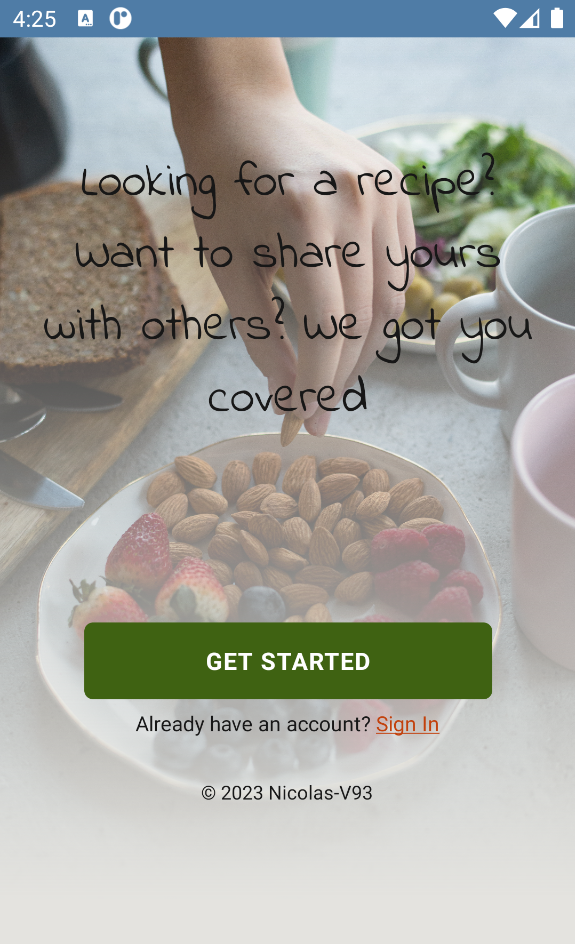 4:25
Looking for a recipe?
Want to share yours
with others? We got you
covered
GET STARTED
Already have an account? Sign In
© 2023 Nicolas-V93